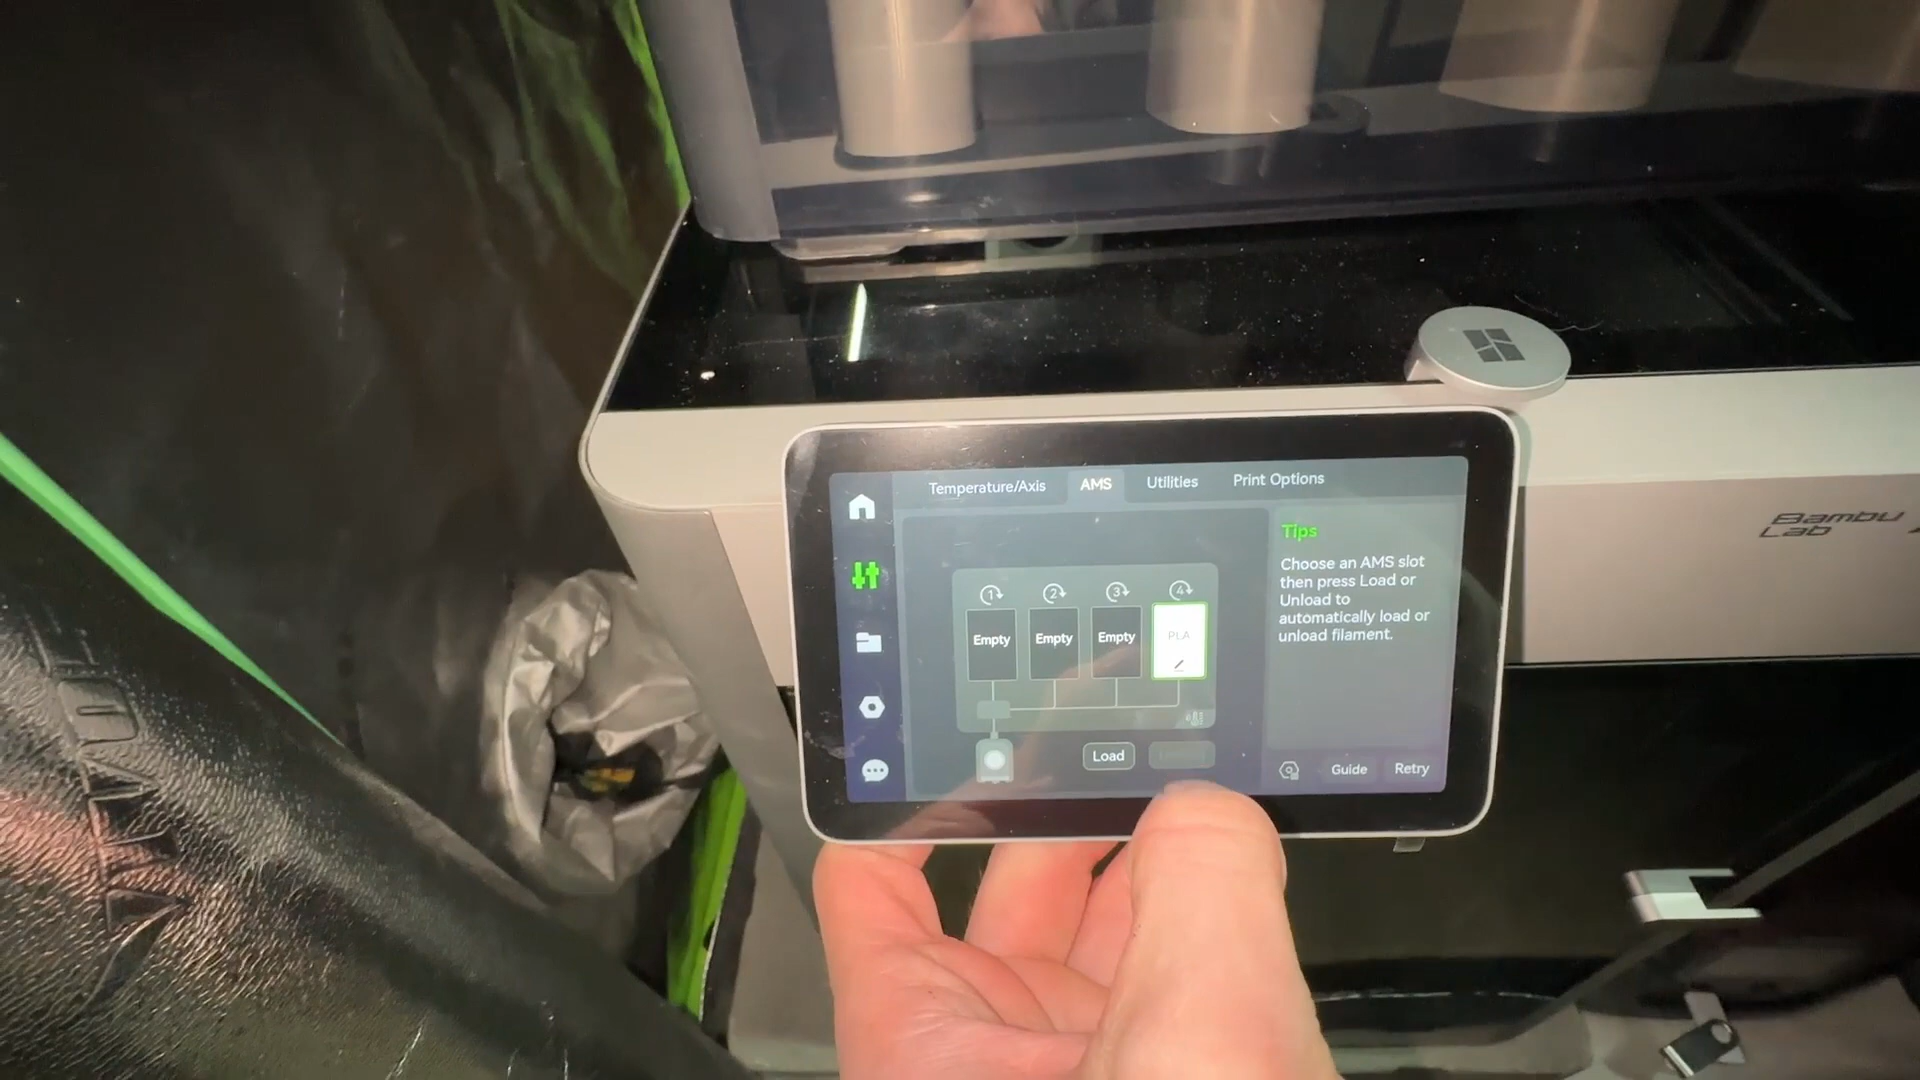 Temperature/Axis AMS Utilities Print Options
Tips
Choose an AMS slot
then press Load or
Unload to
automatically load or
unload filament.
1 2 3 4
Empty Empty Empty PLA
Load
Guide Retry
Bambu
Lab